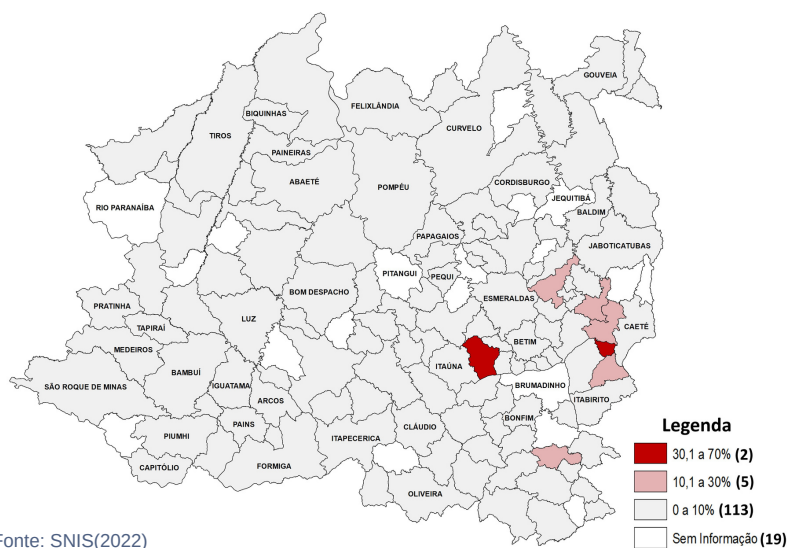 GOUVEIA
FELIXLÂNDIA
BIQUINHAS
TIROS
CURVELO
PAINEIRAS
ABAETÉ
POMPÉU
CORDISBURGO
JEQUITIBÁ
RIO PARANAÍBA
BALDIM
PAPAGAIOS
JABOTICATUBAS
PITANGUI
PEQUI
BOM DESPACHO
ESMERALDAS
PRATINHA
LUZ
TAPIRAÍ
CAETÉ
BETIM
MEDEIROS
ITAÚNA
BAMBUÍ
SÃO ROQUE DE MINAS
IGUATAMA
BRUMADINHO
ARCOS
ITABIRITO
BONFIM
PAINS
CLÁUDIO
PIUMHI
ITAPECERICA
CAPITÓLIO
FORMIGA
OLIVEIRA
Legenda
30,1 a 70% (2)
10,1 a 30% (5)
0 a 10% (113)
Sem Informação (19)
Fonte: SNIS(2022)